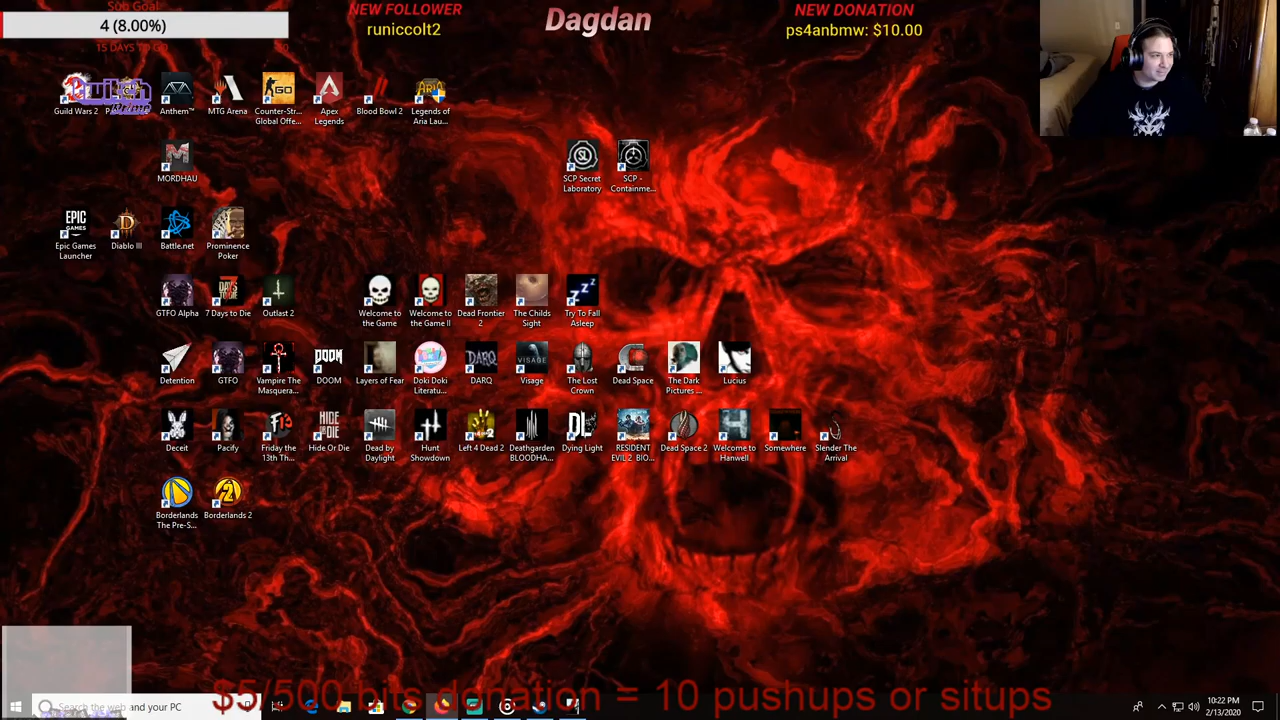 Sub Goal
4 (8.00%)
15 DAYS TO GO
NEW FOLLOWER
runiccolt2
Dagdan
NEW DONATION
ps4anbmw: $10.00
Guild Wars 2
Anthem™
MTG Arena
Counter-Str...
Global Offe...
Apex
Legends
Blood Bowl 2
Legends of
Aria Lau...
MORDHAU
SCP Secret
Laboratory
SCP -
Containme...
Epic Games
Launcher
Diablo III
Battle.net
Prominence
Poker
GTFO Alpha
7 Days to Die
Outlast 2
Welcome to
the Game
Welcome to
the Game II
Dead Frontier
2
The Childs
Sight
Try To Fall
Asleep
Detention
GTFO
Vampire The
Masquera...
DOOM
Layers of Fear
Doki Doki
Literatu...
DARQ
Visage
The Lost
Crown
Dead Space
The Dark
Pictures ...
Lucius
Deceit
Pacify
Friday the
13th Th...
Hide Or Die
Dead by
Daylight
Hunt
Showdown
Left 4 Dead 2
Deathgarden
BLOODHA...
Dying Light
RESIDENT
EVIL 2 BIO...
Dead Space 2
Welcome to
Hanwell
Somewhere
Slender The
Arrival
Borderlands
The Pre-S...
Borderlands 2
$5/500 bits donation = 10 pushups or situps
Search the web and your PC
10:22 PM
2/13/2020